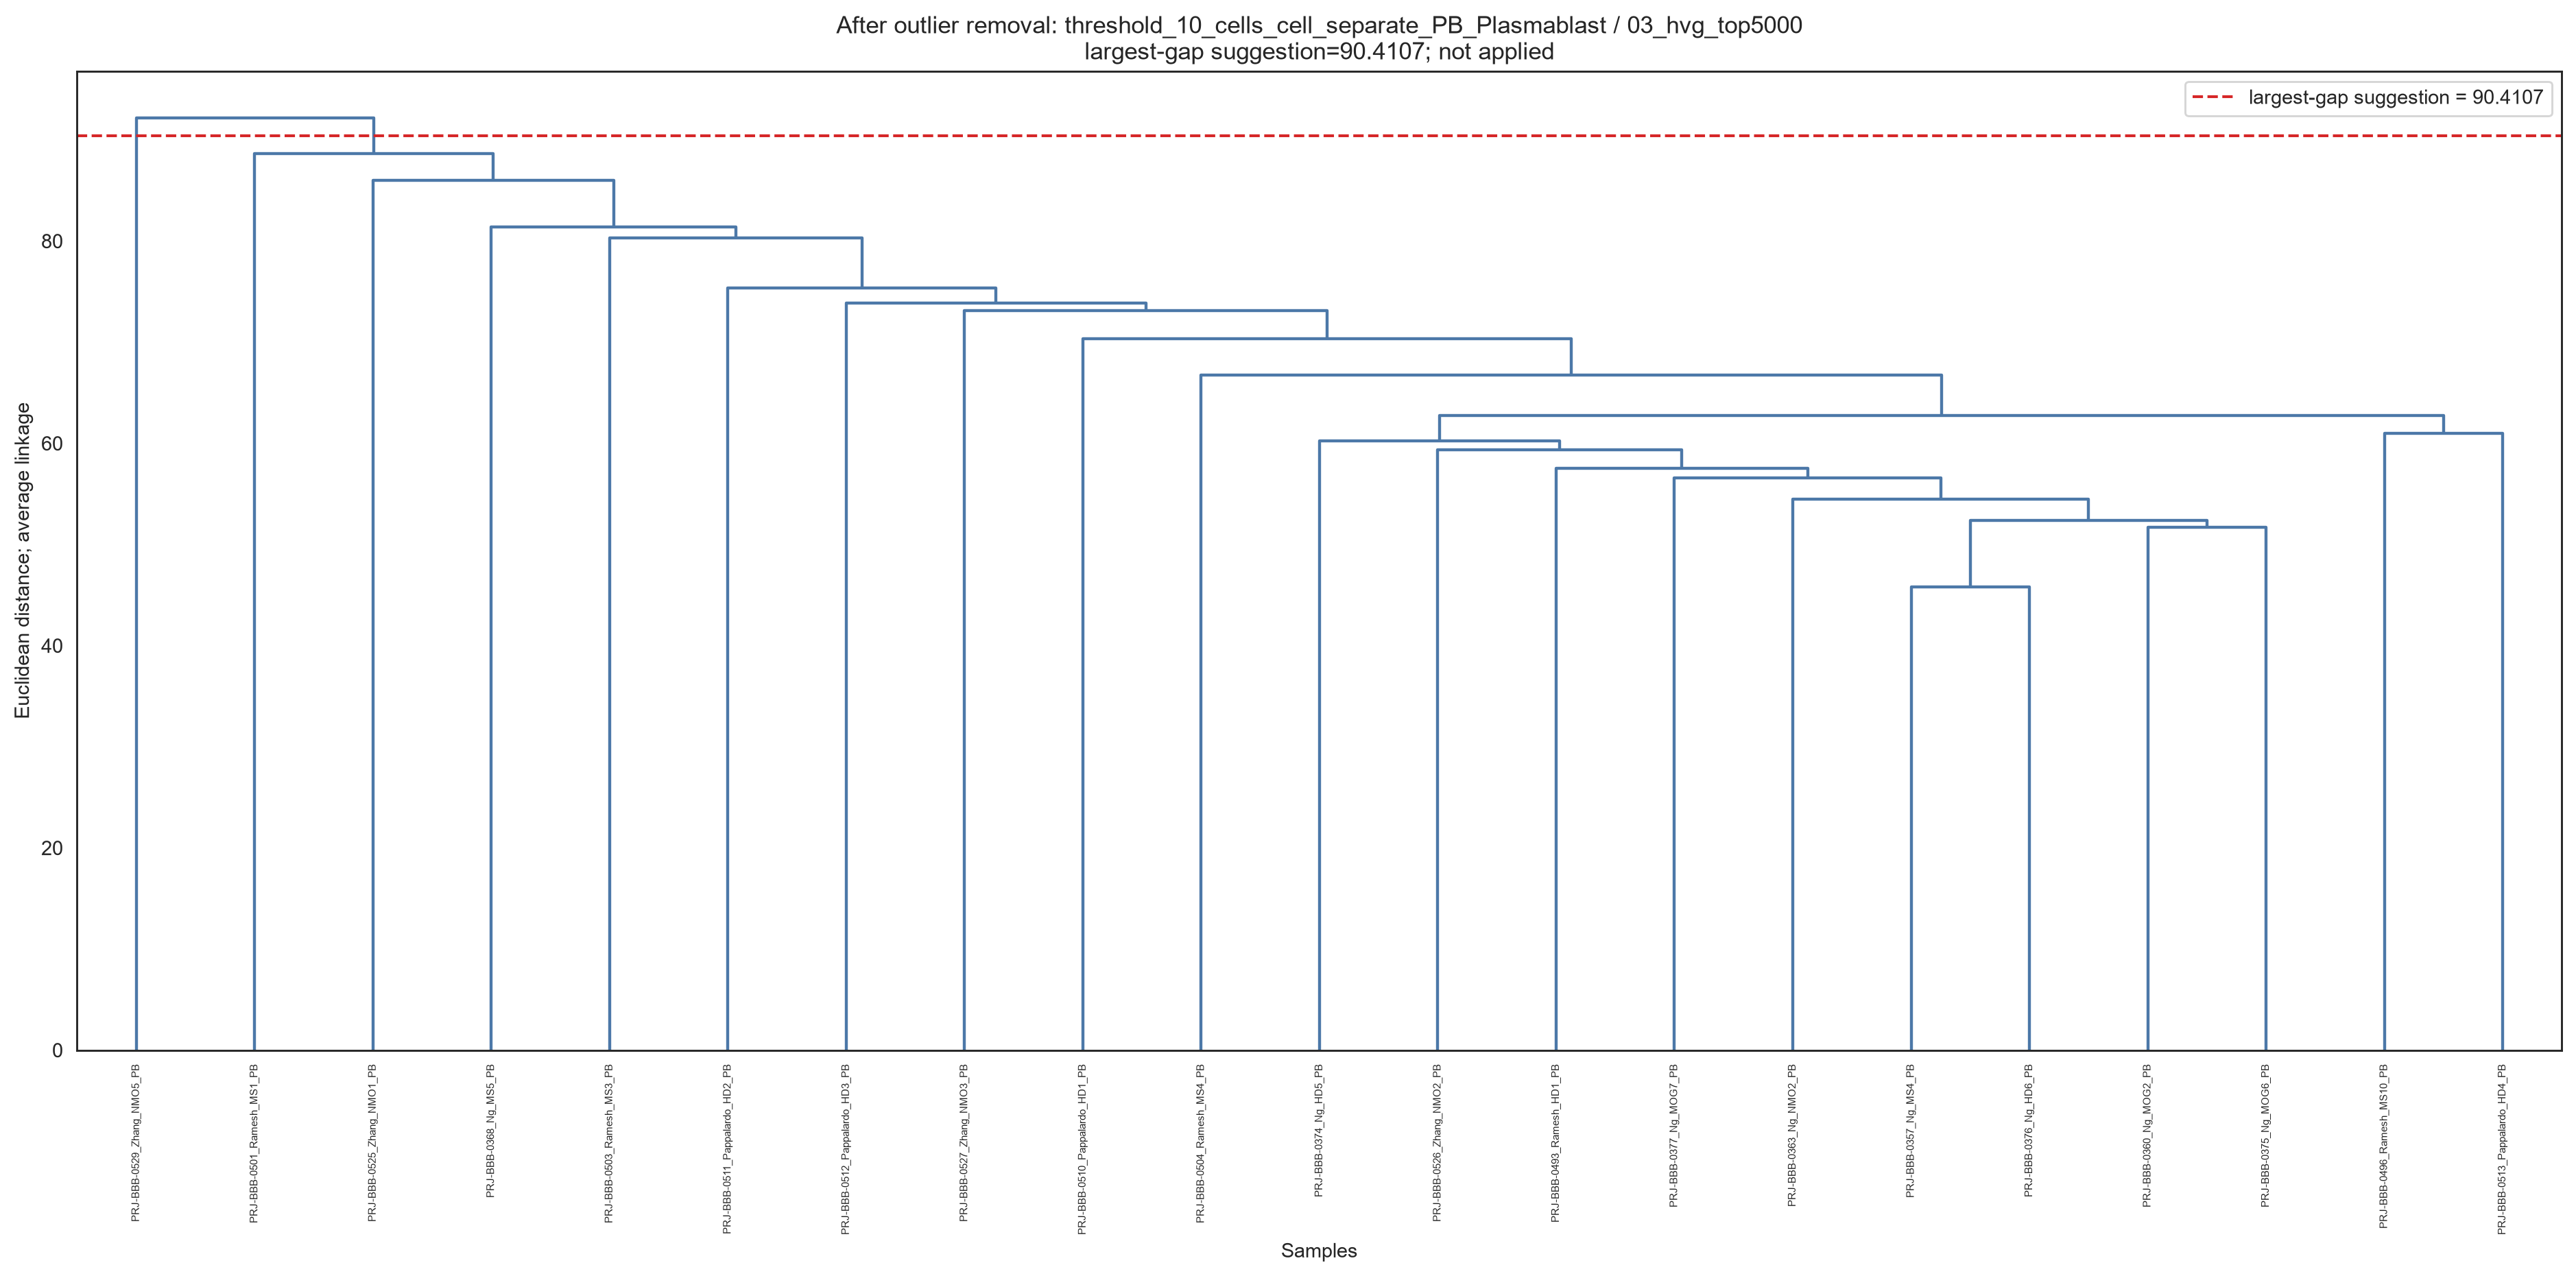 After outlier removal: threshold_10_cells_cell_separate_PB_Plasmablast / 03_hvg_top5000
largest-gap suggestion=90.4107; not applied
largest-gap suggestion = 90.4107
80
60
40
20
0
Euclidean distance; average linkage
PRJ-BBB-0529_Zhang_NMO5_PB
PRJ-BBB-0501_Ramesh_MS1_PB
PRJ-BBB-0525_Zhang_NMO1_PB
PRJ-BBB-0368_Ng_MS5_PB
PRJ-BBB-0503_Ramesh_MS3_PB
PRJ-BBB-0511_Pappalardo_HD2_PB
PRJ-BBB-0512_Pappalardo_HD3_PB
PRJ-BBB-0527_Zhang_NMO3_PB
PRJ-BBB-0510_Pappalardo_HD1_PB
PRJ-BBB-0504_Ramesh_MS4_PB
PRJ-BBB-0374_Ng_HD5_PB
PRJ-BBB-0526_Zhang_NMO2_PB
PRJ-BBB-0493_Ramesh_HD1_PB
PRJ-BBB-0377_Ng_MOG7_PB
PRJ-BBB-0363_Ng_NMO2_PB
PRJ-BBB-0357_Ng_MS4_PB
PRJ-BBB-0376_Ng_HD6_PB
PRJ-BBB-0360_Ng_MOG2_PB
PRJ-BBB-0375_Ng_MOG6_PB
PRJ-BBB-0496_Ramesh_MS10_PB
PRJ-BBB-0513_Pappalardo_HD4_PB
Samples